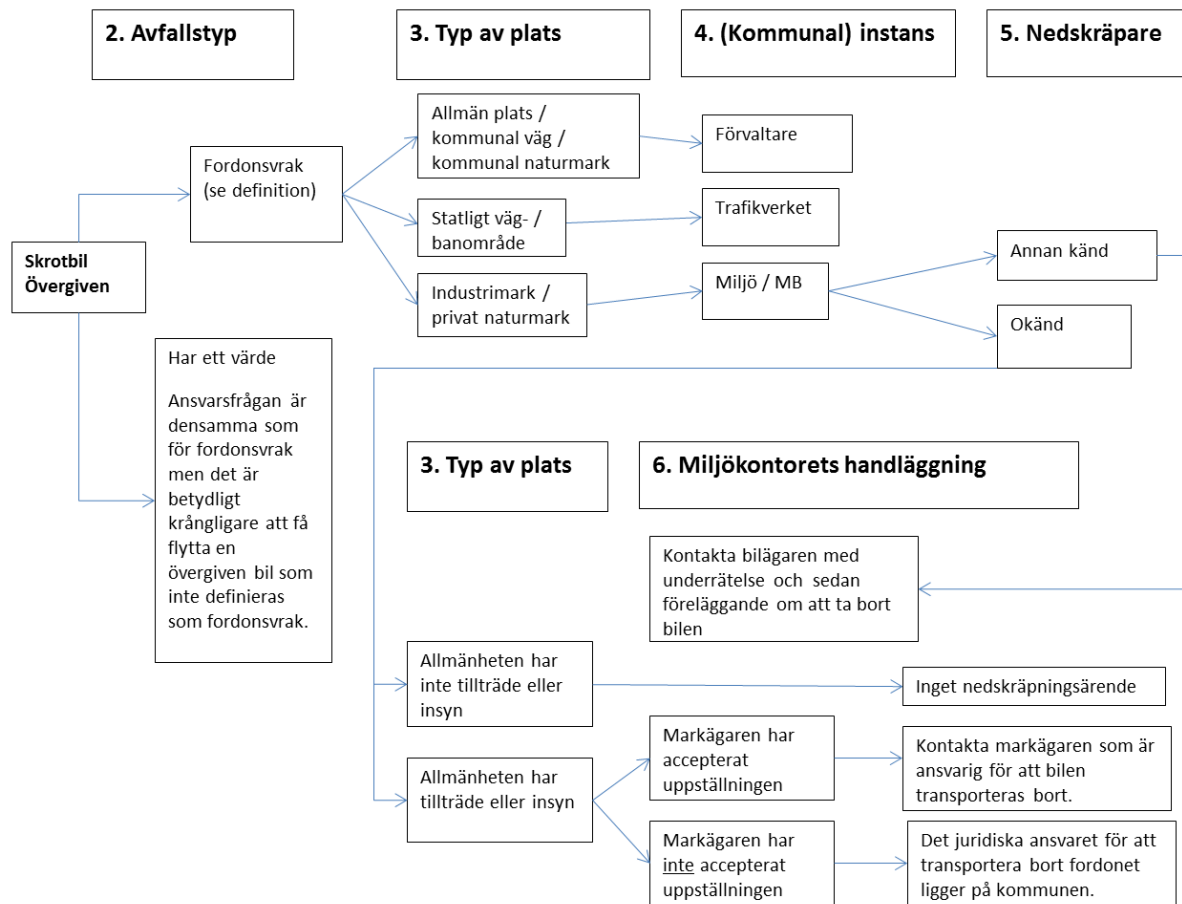 2. Avfallstyp
3. Typ av plats
4. (Kommunal) instans
5. Nedskräpare
Skrotbil
Övergiven
Fordonsvrak
(se definition)
Har ett värde
Ansvarsfrågan är
densamma som
för fordonsvrak
men det är
betydligt
krångligare att få
flytta en
övergiven bil som
inte definieras
som fordonsvrak.
Allmän plats /
kommunal väg /
kommunal naturmark
Statligt väg- /
banområde
Industrimark /
privat naturmark
Förvaltare
Trafikverket
Miljö / MB
Annan känd
Okänd
3. Typ av plats
6. Miljökontorets handläggning
Kontakta bilägaren med
underrätelse och sedan
föreläggande om att ta bort
bilen
Allmänheten har
inte tillträde eller
insyn
Inget nedskräpningsärende
Allmänheten har
tillträde eller insyn
Markägaren har
accepterat
uppställningen
Kontakta markägaren som är
ansvarig för att bilen
transporteras bort.
Markägaren har
inte accepterat
uppställningen
Det juridiska ansvaret för att
transportera bort fordonet
ligger på kommunen.